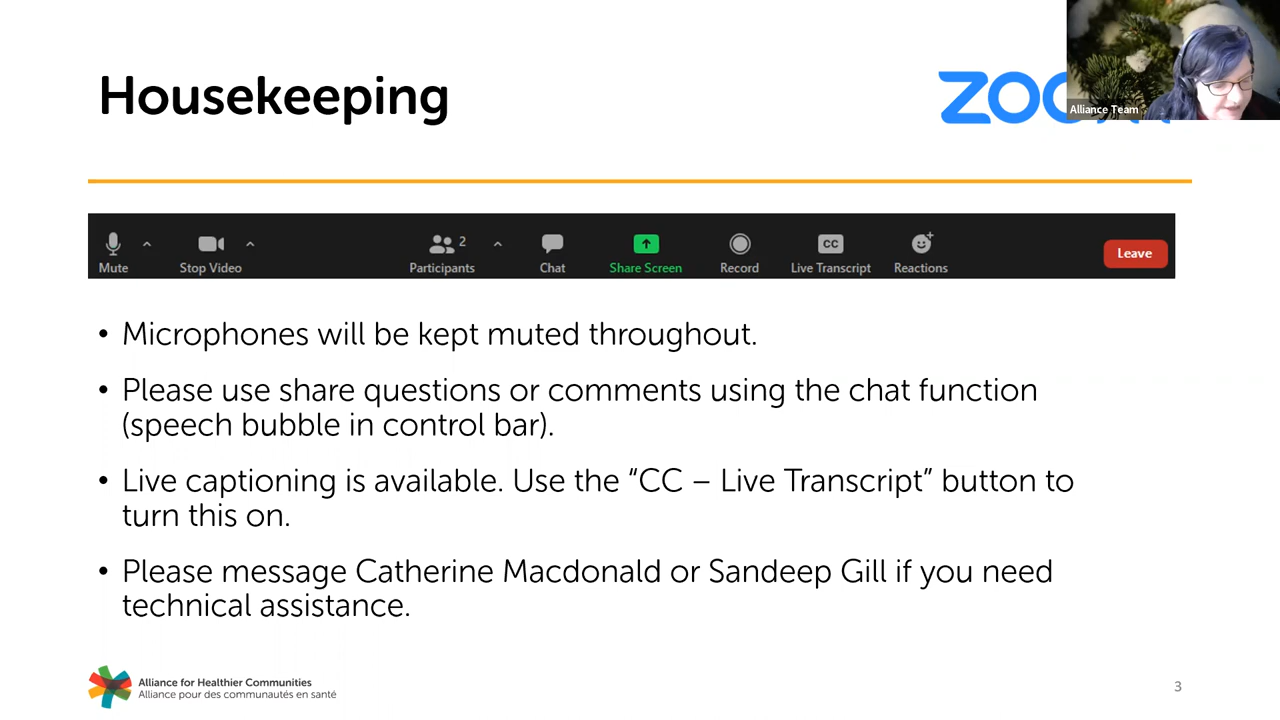 Housekeeping
Alliance Team
Mute
Stop Video
Participants
2
Chat
Share Screen
Record
CC
Live Transcript
Reactions
Leave
• Microphones will be kept muted throughout.
• Please use share questions or comments using the chat function
(speech bubble in control bar).
• Live captioning is available. Use the “CC – Live Transcript” button to
turn this on.
• Please message Catherine Macdonald or Sandeep Gill if you need
technical assistance.
Alliance for Healthier Communities
Alliance pour des communautés en santé
3